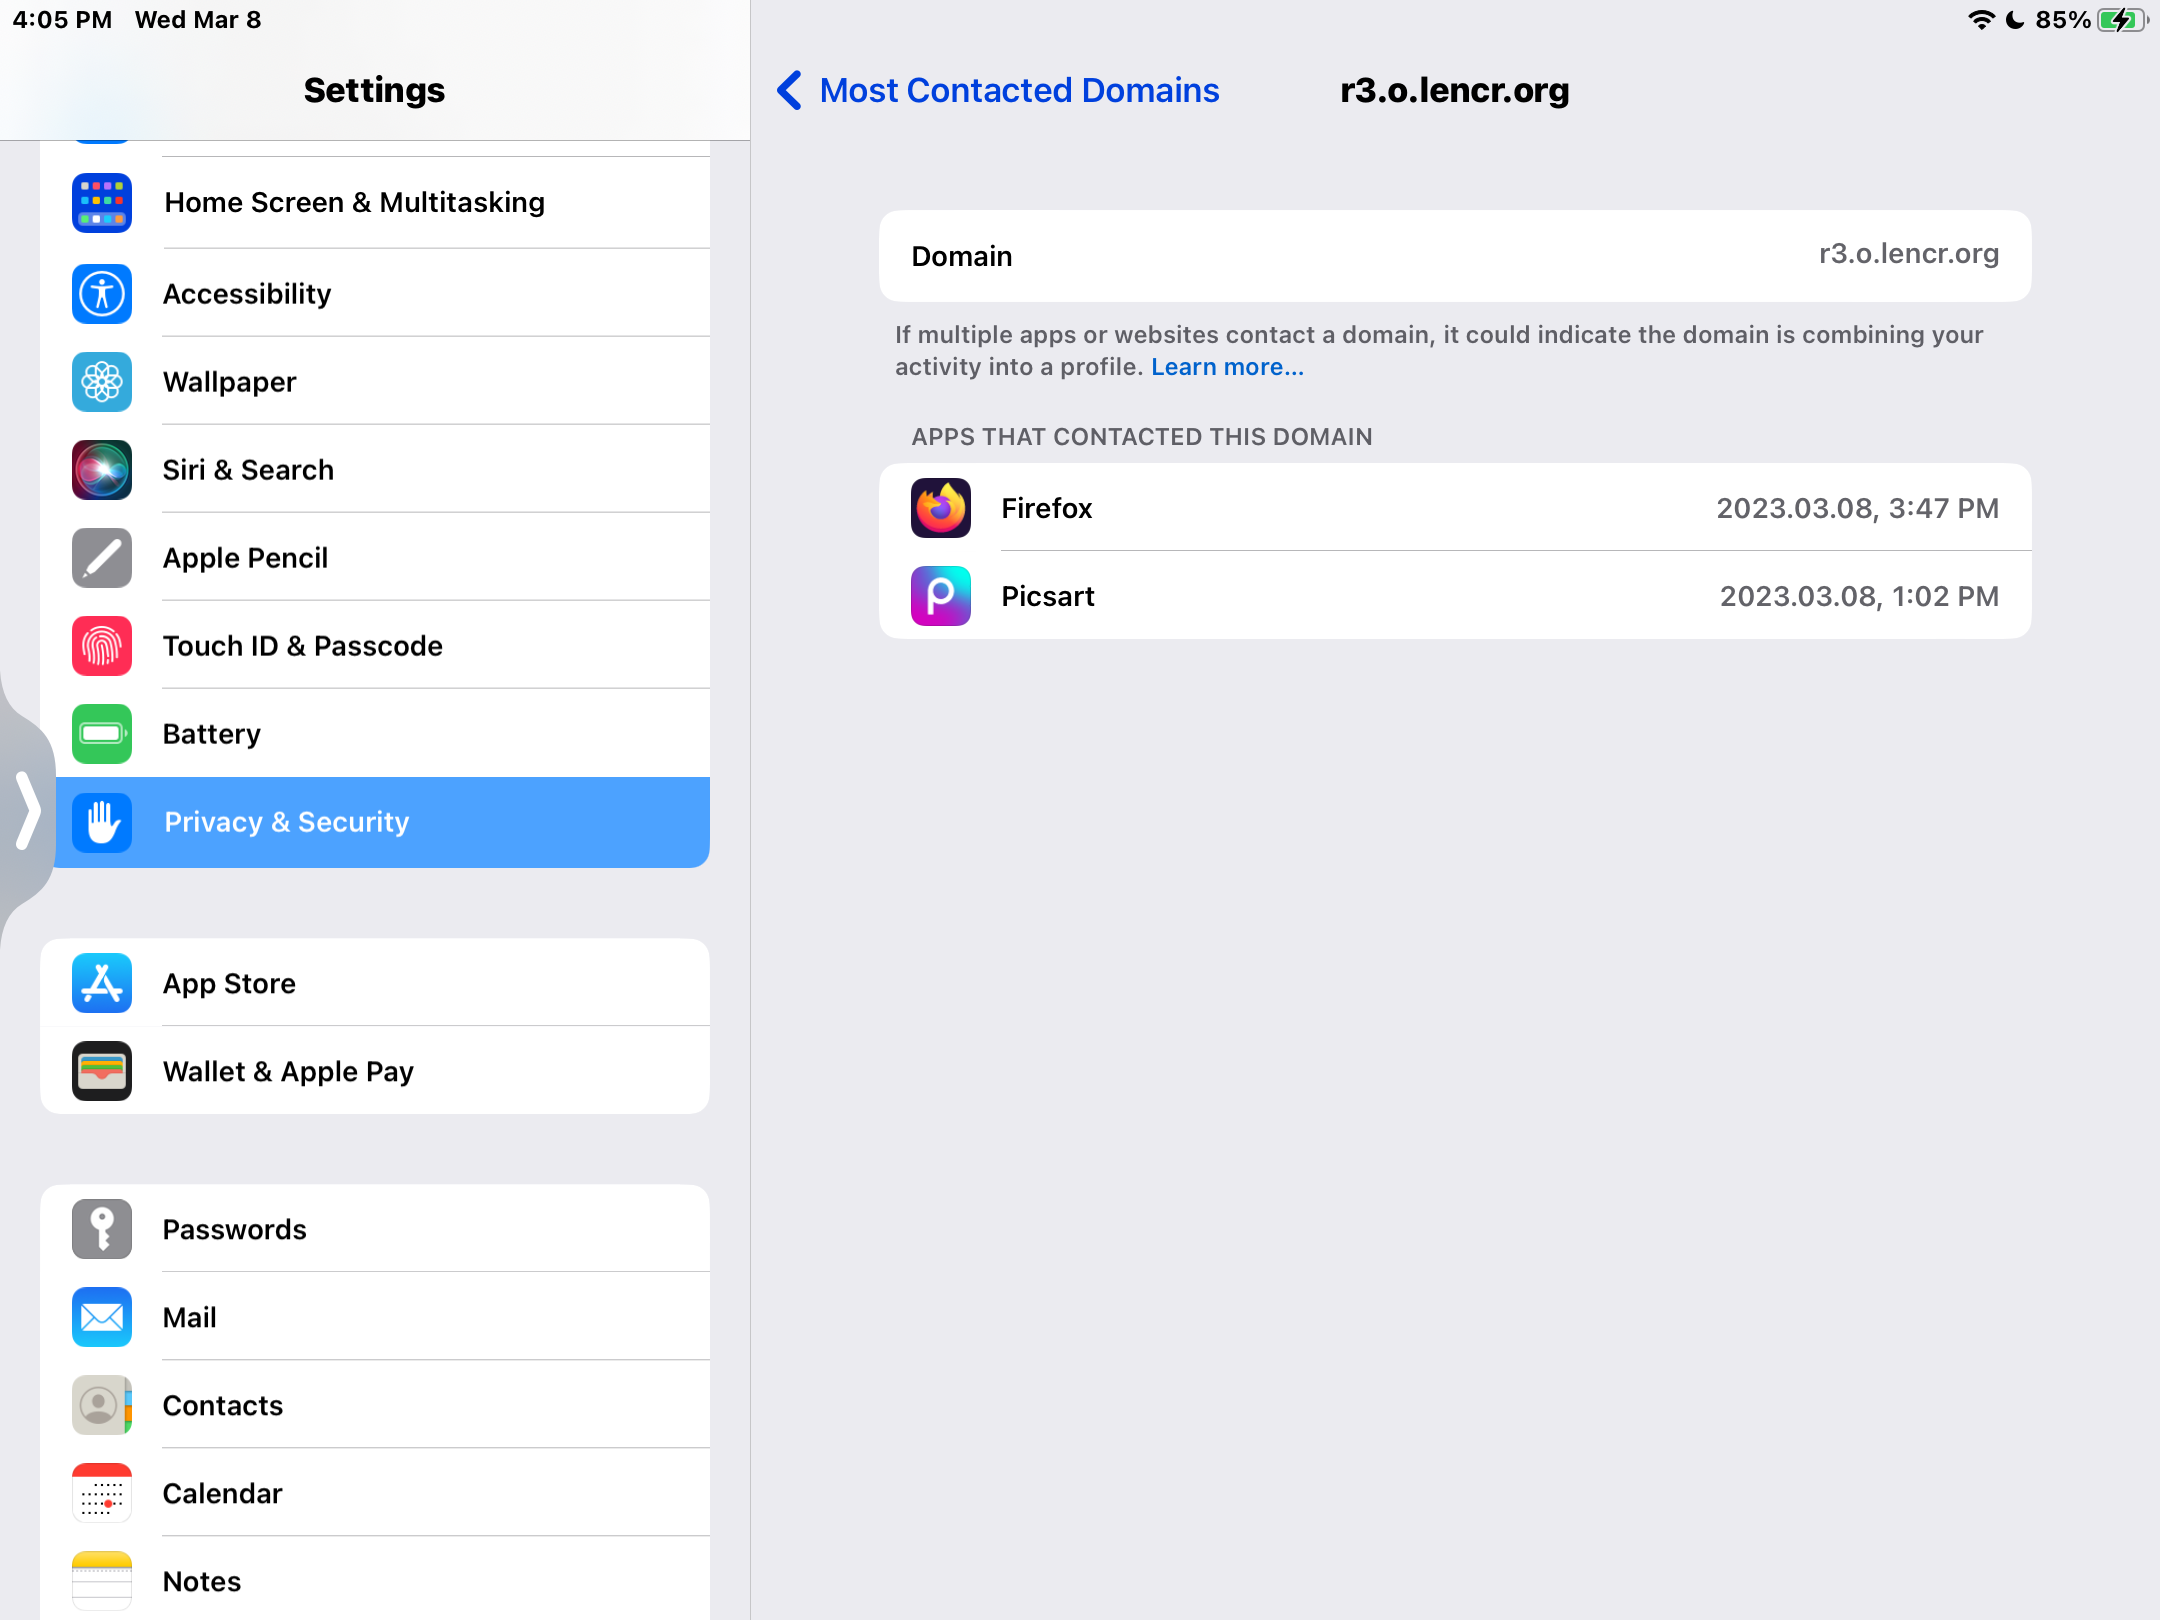 4:05 PM Wed Mar 8
85%
Settings
Home Screen & Multitasking
Accessibility
Wallpaper
Siri & Search
Apple Pencil
Touch ID & Passcode
Battery
Privacy & Security
App Store
Wallet & Apple Pay
Passwords
Mail
Contacts
Calendar
Notes
Most Contacted Domains
r3.o.lencr.org
Domain r3.o.lencr.org
If multiple apps or websites contact a domain, it could indicate the domain is combining your
activity into a profile. Learn more...
APPS THAT CONTACTED THIS DOMAIN
Firefox 2023.03.08, 3:47 PM
Picsart 2023.03.08, 1:02 PM